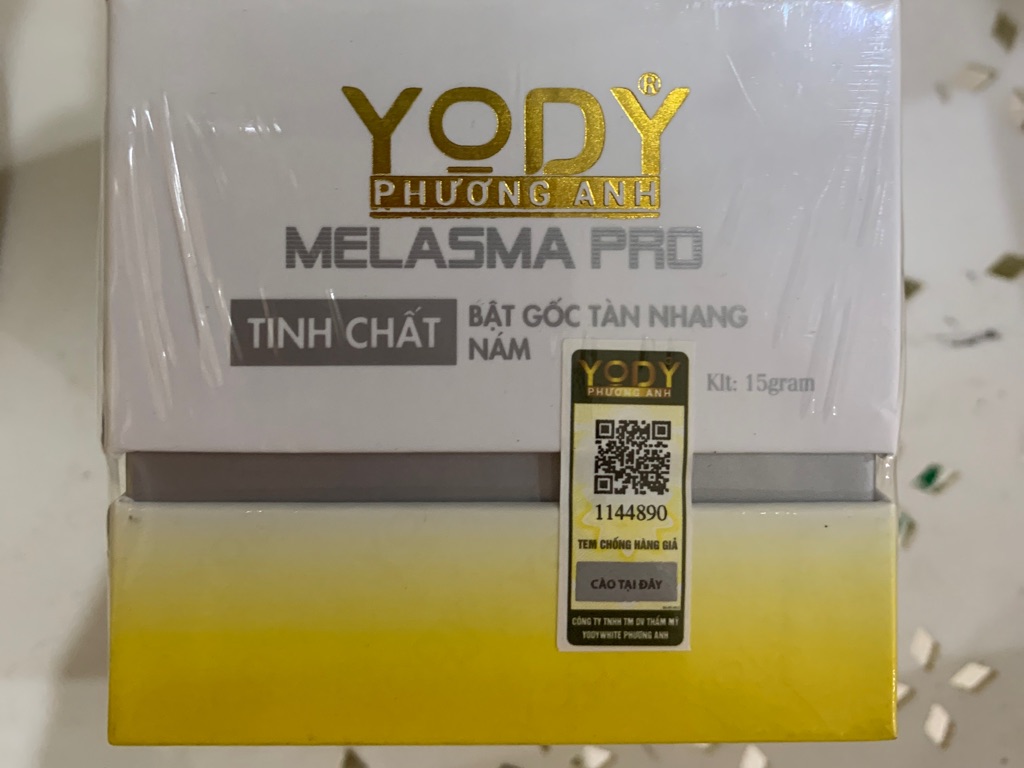 YODY®
PHƯƠNG ANH
MELASMA PRO
TINH CHẤT
BẬT GỐC TÀN NHANG
NÁM
Klt: 15gram
YODY
PHƯƠNG ANH
1144890
TEM CHỐNG HÀNG GIẢ
CÀO TẠI ĐÂY
CÔNG TY TNHH TM DV THẨM MỸ
YODYWHITE PHƯƠNG ANH